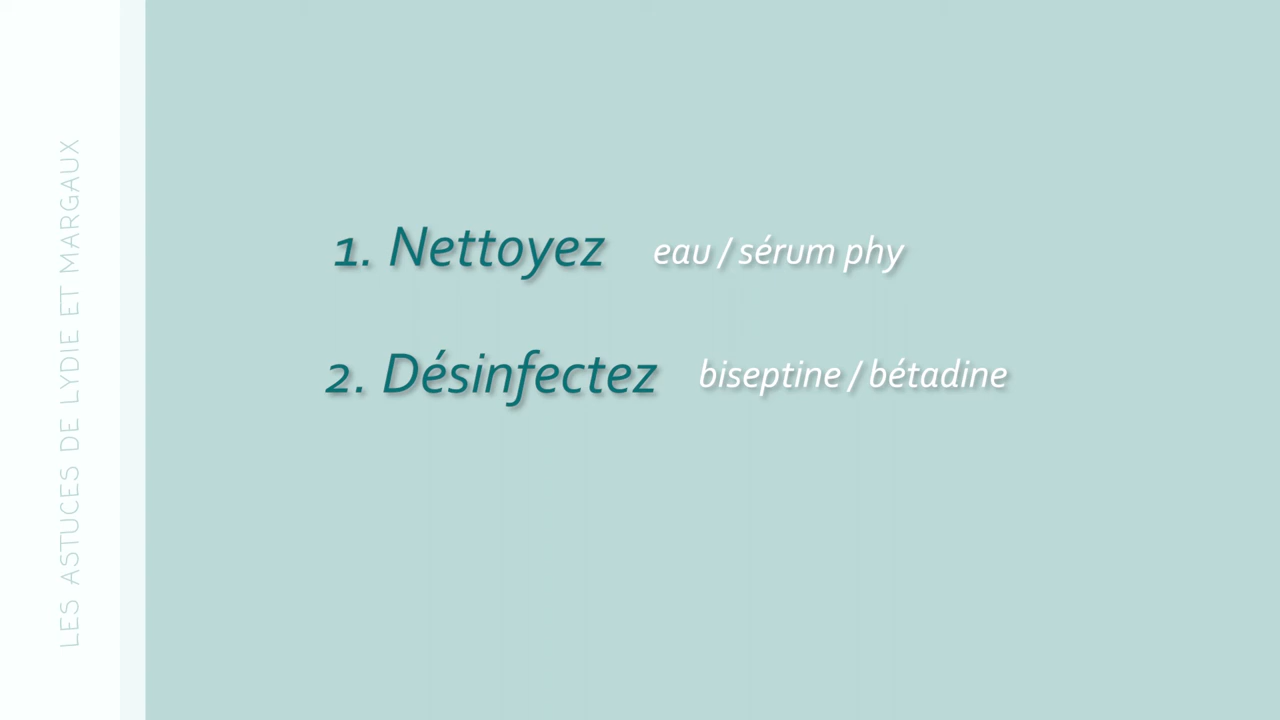 LES ASTUCES DE LYDIE ET MARGAUX
1. Nettoyez eau / sérum phy
2. Désinfectez biseptine / bétadine